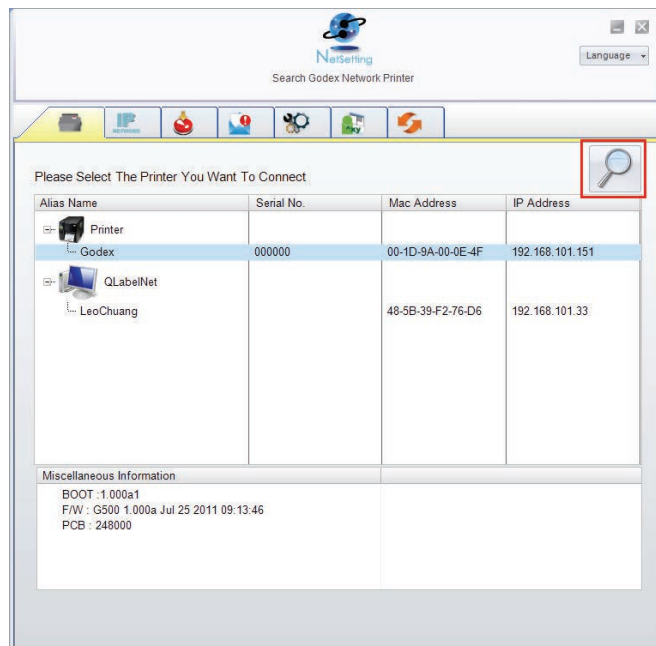 NetSetting
Language
Search Godex Network Printer
IP
NETWORK
Please Select The Printer You Want To Connect
Alias Name Serial No. Mac Address IP Address
Printer
Godex 000000 00-1D-9A-00-0E-4F 192.168.101.151
QLabelNet
LeoChuang 48-5B-39-F2-76-D6 192.168.101.33
Miscellaneous Information
BOOT :1.000a1
F/W : G500 1.000a Jul 25 2011 09:13:46
PCB : 248000